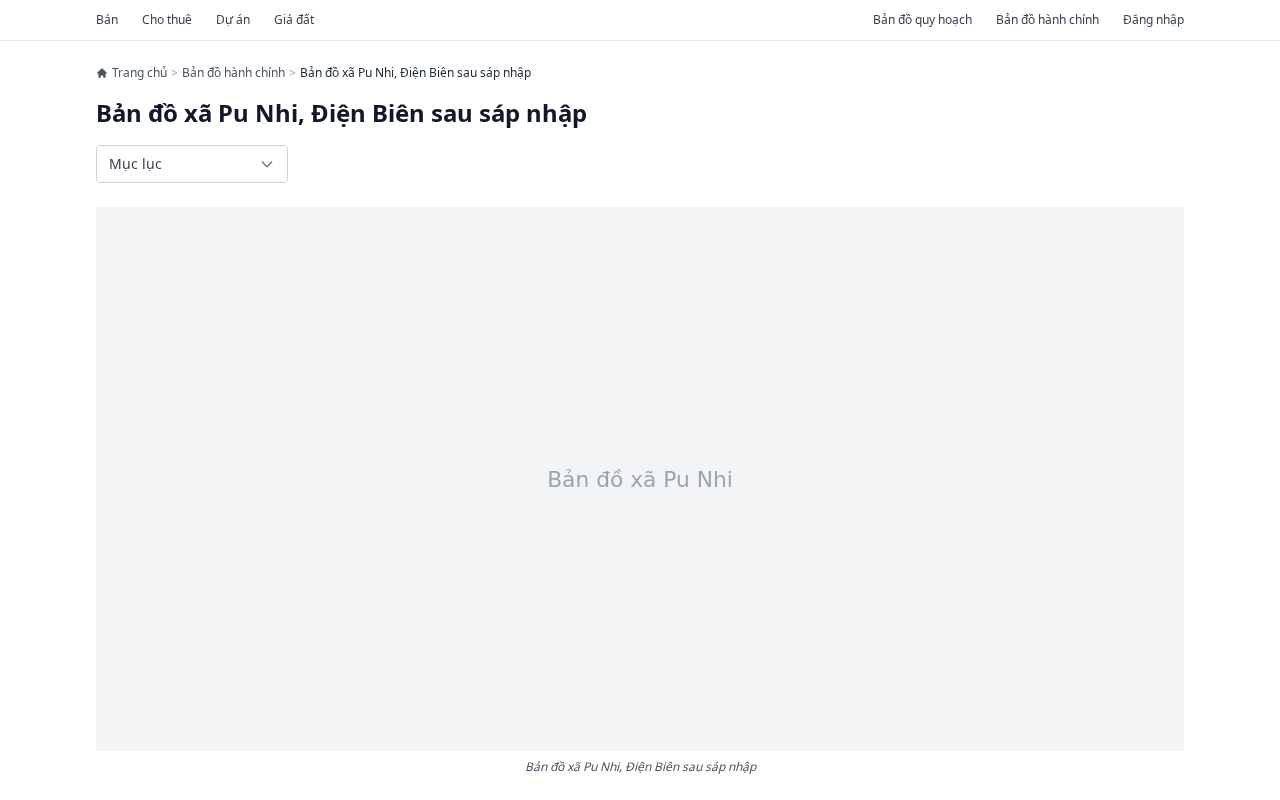 Bán Cho thuê Dự án Giá đất Bản đồ quy hoạch Bản đồ hành chính Đăng nhập
Trang chủ > Bản đồ hành chính > Bản đồ xã Pu Nhi, Điện Biên sau sáp nhập
Bản đồ xã Pu Nhi, Điện Biên sau sáp nhập
Mục lục
Bản đồ xã Pu Nhi
Bản đồ xã Pu Nhi, Điện Biên sau sáp nhập